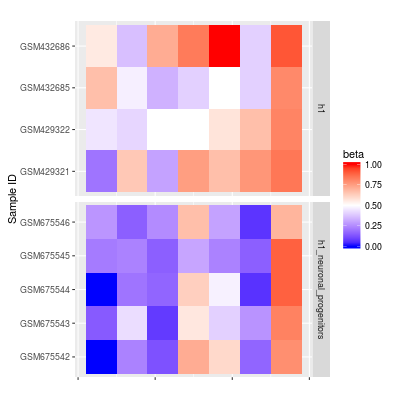 GSM432686
GSM432685
GSM429322
GSM429321
h1
GSM675546
GSM675545
GSM675544
GSM675543
GSM675542
h1_neuronal_progenitors
Sample ID
beta
1.00
0.75
0.50
0.25
0.00